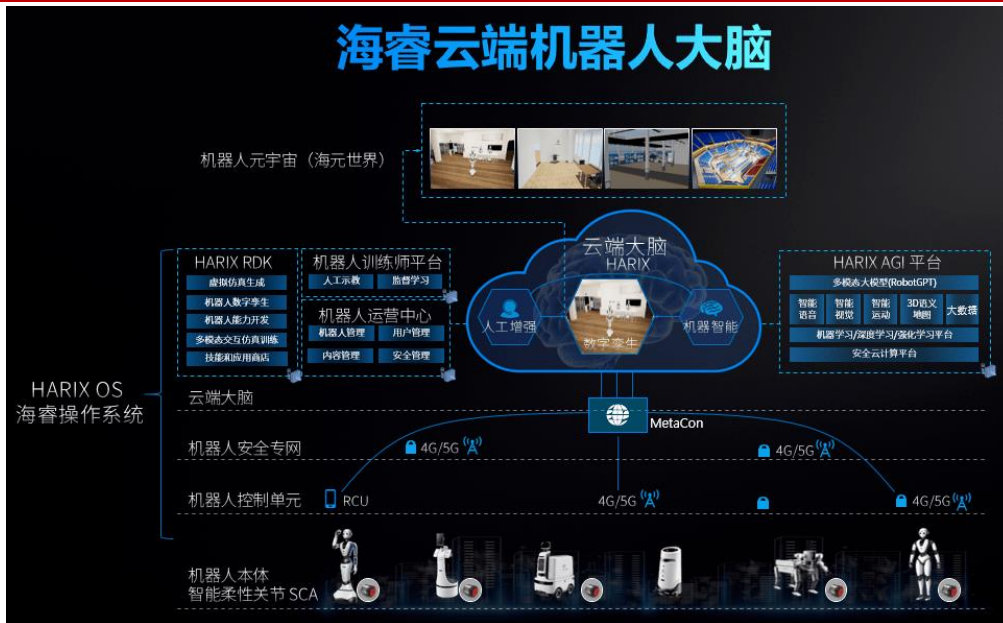 海睿云端机器人大脑
机器人元宇宙（海元世界）
云端大脑
HARIX
人工增强
数字孪生
机器智能
HARIX RDK
虚拟仿真生成
机器人数字孪生
机器人能力开发
多模态交互仿真训练
技能和应用商店
机器人训练师平台
人工示教
监督学习
机器人运营中心
机器人管理
用户管理
内容管理
安全管理
HARIX AGI 平台
多模态大模型(RobotGPT)
智能
语音
智能
视觉
智能
运动
3D语义
地图
大数据
机器学习/深度学习/强化学习平台
安全云计算平台
HARIX OS
海睿操作系统
云端大脑
MetaCon
机器人安全专网
4G/5G
4G/5G
机器人控制单元
RCU
4G/5G
4G/5G
机器人本体
智能柔性关节 SCA